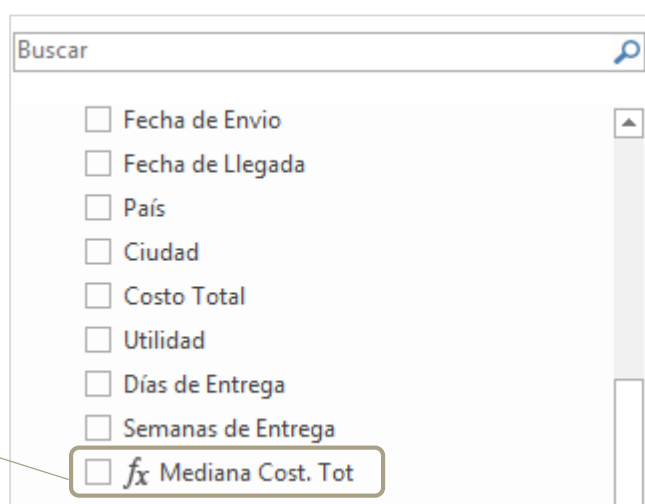 Buscar
Fecha de Envio
Fecha de Llegada
País
Ciudad
Costo Total
Utilidad
Días de Entrega
Semanas de Entrega
fx Mediana Cost. Tot